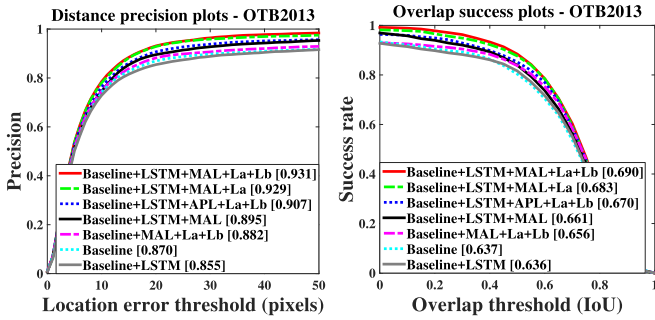 Distance precision plots - OTB2013
Precision
1
0.8
0.6
0.4
0.2
0
Baseline+LSTM+MAL+La+Lb [0.931]
Baseline+LSTM+MAL+La [0.929]
Baseline+LSTM+APL+La+Lb [0.907]
Baseline+LSTM+MAL [0.895]
Baseline+MAL+La+Lb [0.882]
Baseline [0.870]
Baseline+LSTM [0.855]
0 10 20 30 40 50
Location error threshold (pixels)
Overlap success plots - OTB2013
Success rate
1
0.8
0.6
0.4
0.2
0
Baseline+LSTM+MAL+La+Lb [0.690]
Baseline+LSTM+MAL+La [0.683]
Baseline+LSTM+APL+La+Lb [0.670]
Baseline+LSTM+MAL [0.661]
Baseline+MAL+La+Lb [0.656]
Baseline [0.637]
Baseline+LSTM [0.636]
0 0.2 0.4 0.6 0.8 1
Overlap threshold (IoU)